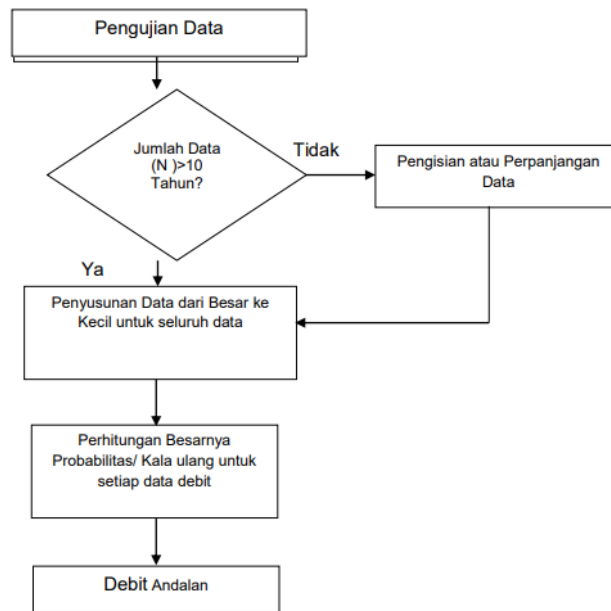 Pengujian Data
Jumlah Data
(N )>10
Tahun?
Tidak
Pengisian atau Perpanjangan
Data
Ya
Penyusunan Data dari Besar ke
Kecil untuk seluruh data
Perhitungan Besarnya
Probabilitas/ Kala ulang untuk
setiap data debit
Debit Andalan